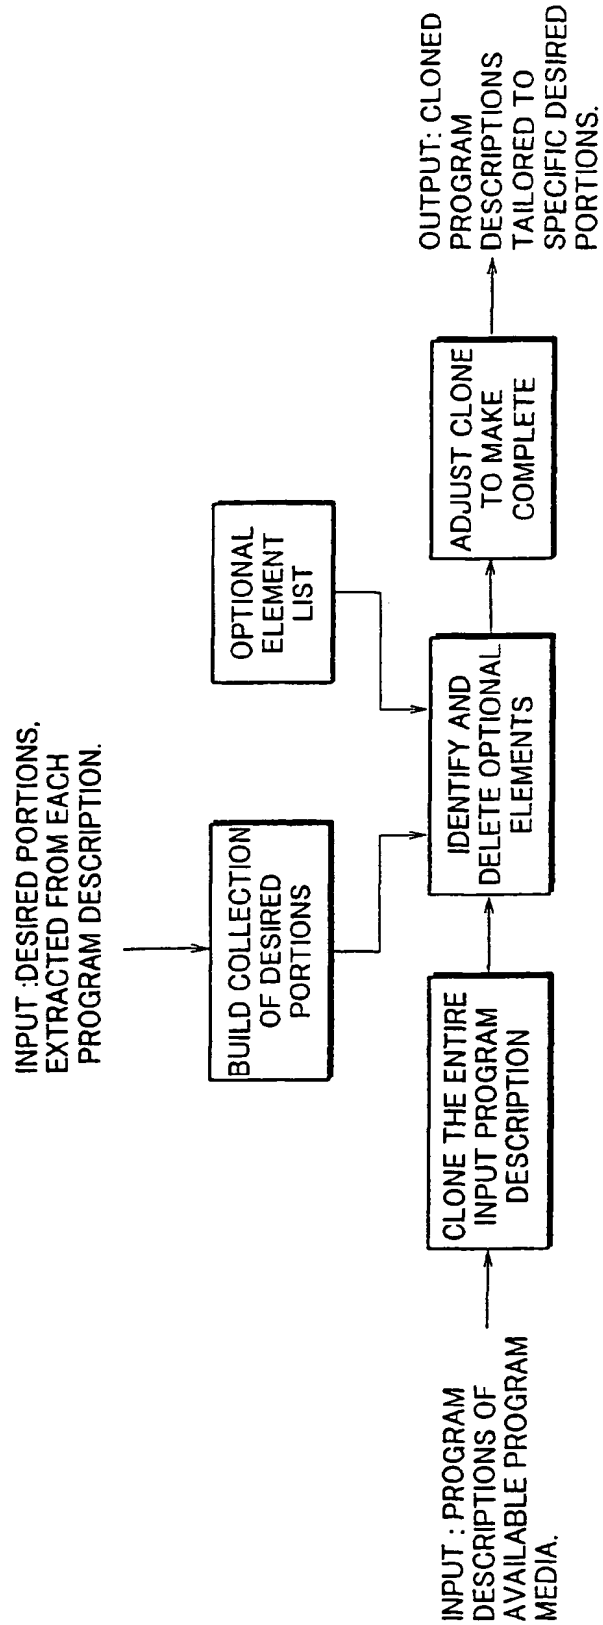 INPUT :DESIRED PORTIONS,
EXTRACTED FROM EACH
PROGRAM DESCRIPTION.
BUILD COLLECTION
OF DESIRED
PORTIONS
OPTIONAL
ELEMENT
LIST
INPUT : PROGRAM
DESCRIPTIONS OF
AVAILABLE PROGRAM
MEDIA.
CLONE THE ENTIRE
INPUT PROGRAM
DESCRIPTION
IDENTIFY AND
DELETE OPTIONAL
ELEMENTS
ADJUST CLONE
TO MAKE
COMPLETE
OUTPUT: CLONED
PROGRAM
DESCRIPTIONS
TAILORED TO
SPECIFIC DESIRED
PORTIONS.